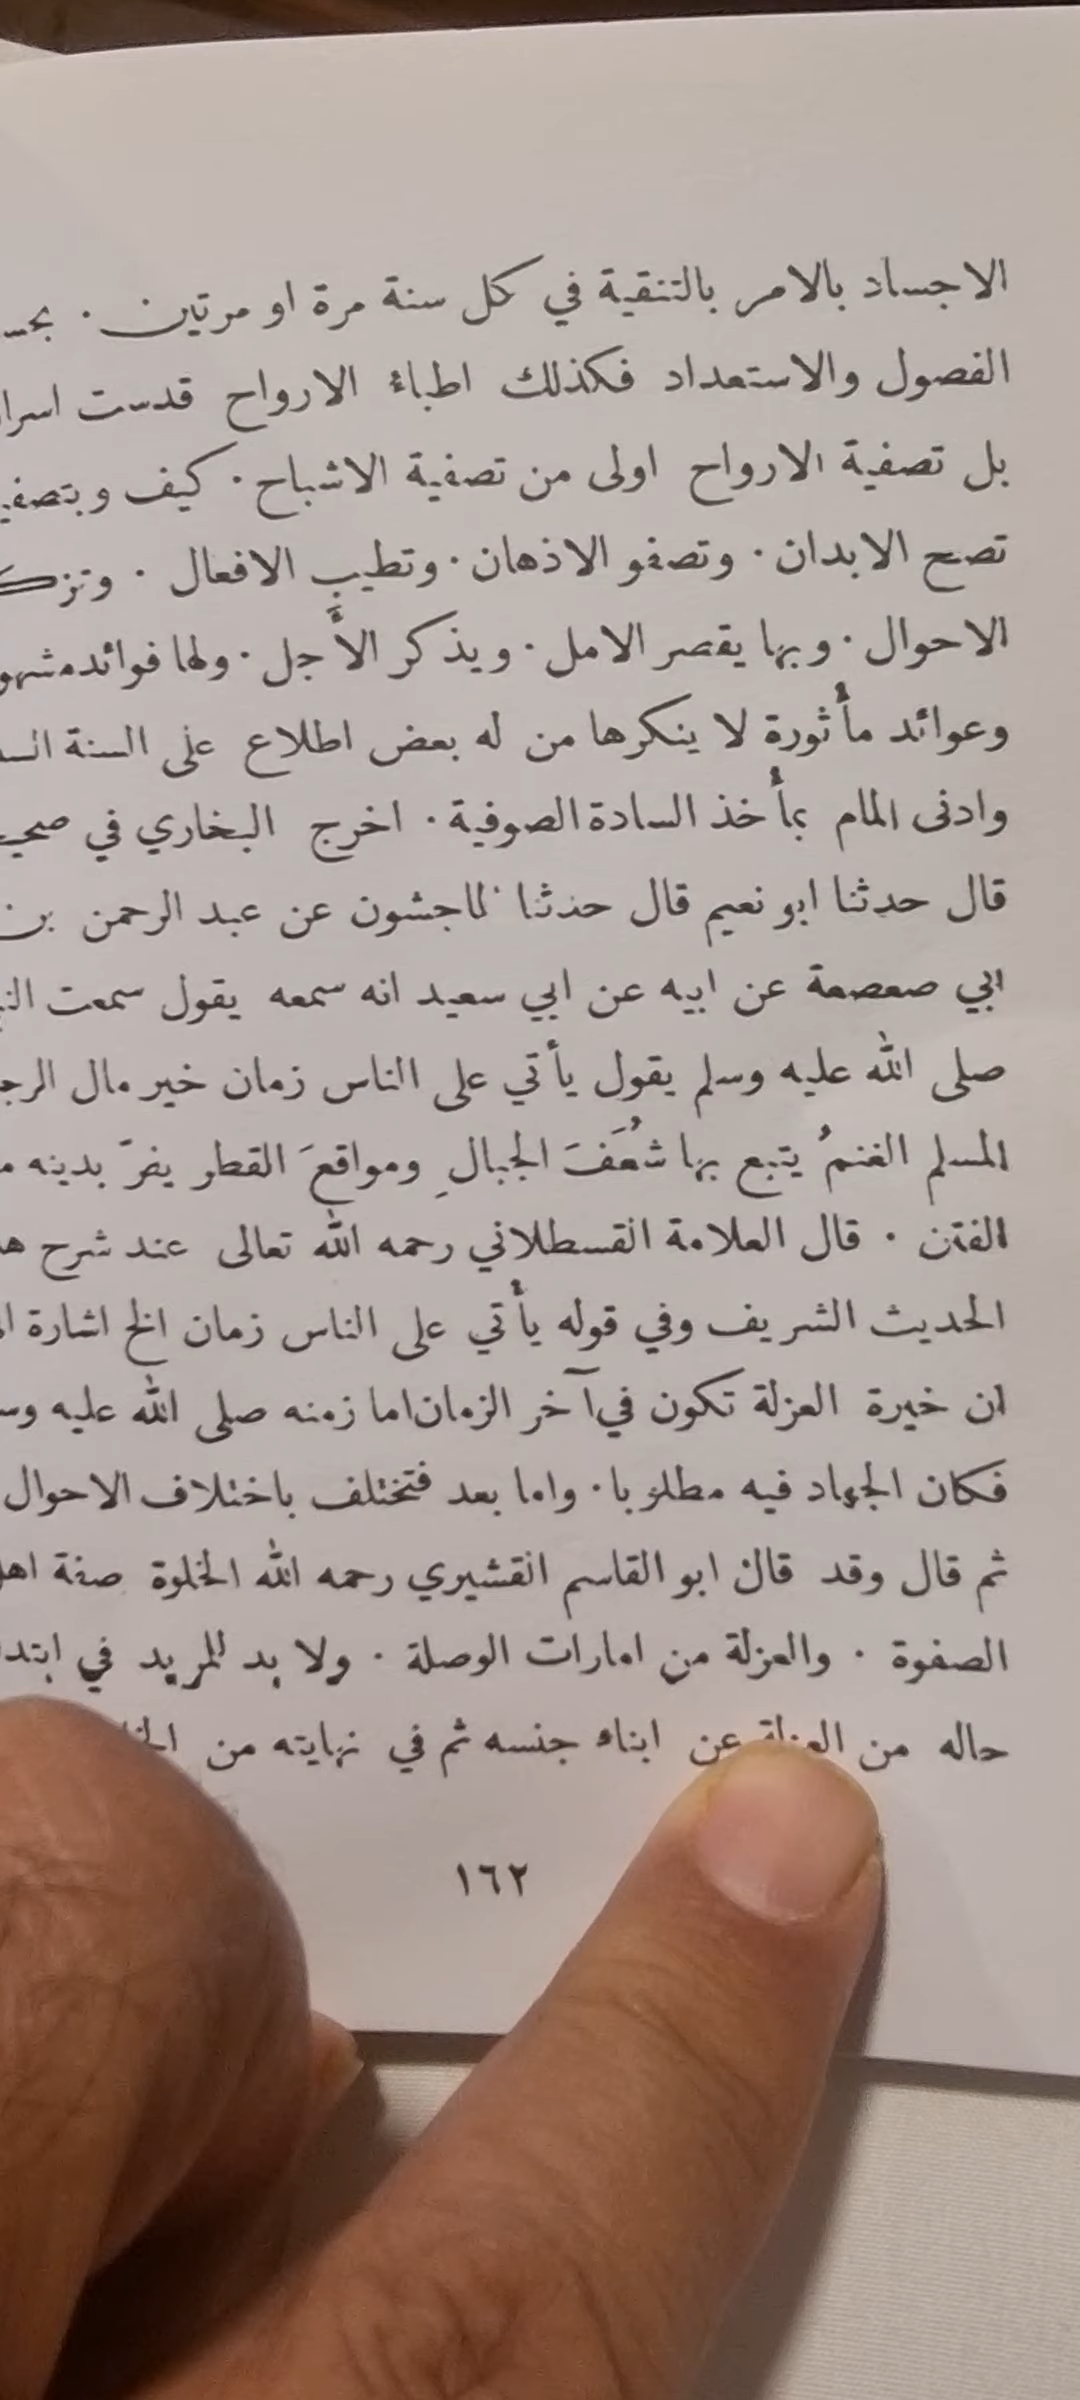 الاجساد بالامر بالتنقية في كل سنة مرة او مرتين ·
الفصول والاستعداد فكذلك اطباء الارواح قدست
بل تصفية الارواح اولى من تصفية الاشباح · كيف
تصح الابدان · وتصفو الاذهان · وتطيب الافعال ·
الاحوال · وبها يقصر الامل · ويذكر الأجل · ولها فوائد
وعوائد مأثورة لا ينكرها من له بعض اطلاع على السنة
وادنى المام بمأخذ السادة الصوفية · اخرج البخاري في
قال حدثنا ابو نعيم قال حدثنا الماجشون عن عبد الرحمن بن
ابي صعصعة عن ابيه عن ابي سعيد انه سمعه يقول سمعت
صلى الله عليه وسلم يقول يأتي على الناس زمان خير مال
المسلم الغنمُ يتبع بها شُعَفَ الجبالِ ومواقعَ القطر يفرّ بدينه
الفتن · قال العلامة القسطلاني رحمه الله تعالى عند شرح
الحديث الشريف وفي قوله يأتي على الناس زمان الخ اشارة
ان خيرة العزلة تكون في آخر الزمان اما زمنه صلى الله عليه
فكان الجهاد فيه مطلوبا · واما بعد فتختلف باختلاف الاحوال
ثم قال وقد قال ابو القاسم القشيري رحمه الله الخلوة صفة
الصفوة · والعزلة من امارات الوصلة · ولا بد للمريد في
حاله من العزلة عن ابناء جنسه ثم في نهايته من
١٦٢